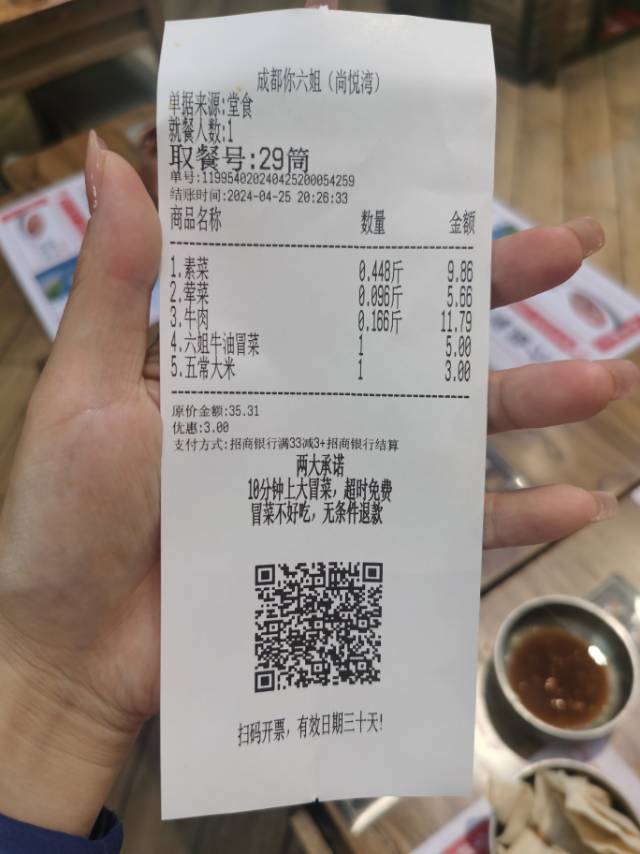 成都你六姐（尚悦湾）
单据来源:堂食
就餐人数:1
取餐号:29筒
单号:119954020240425200054259
结账时间:2024-04-25 20:26:33
商品名称 数量 金额
1.素菜 0.448斤 9.86
2.荤菜 0.096斤 5.66
3.牛肉 0.166斤 11.79
4.六姐牛油冒菜 1 5.00
5.五常大米 1 3.00
原价金额:35.31
优惠:3.00
支付方式:招商银行满33减3+招商银行结算
两大承诺
10分钟上大冒菜，超时免费
冒菜不好吃，无条件退款
扫码开票，有效日期三十天!